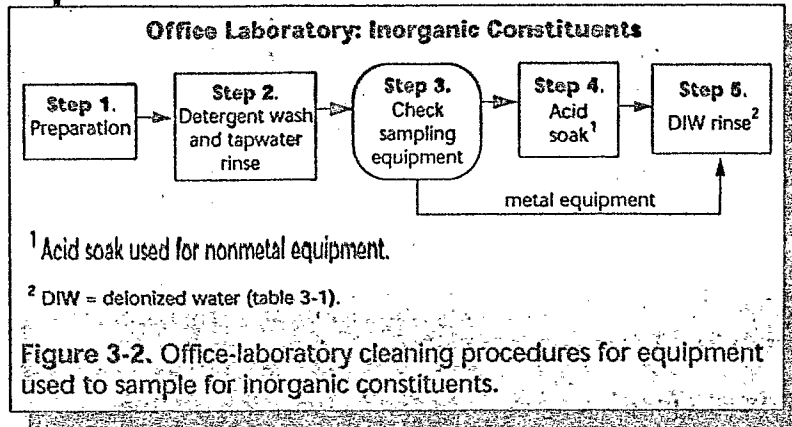 Office Laboratory: Inorganic Constituents
Step 1.
Preparation
Step 2.
Detergent wash
and tapwater
rinse
Step 3.
Check
sampling
equipment
Step 4.
Acid
soak¹
Step 5.
DIW rinse²
metal equipment
¹ Acid soak used for nonmetal equipment.
² DIW = deionized water (table 3-1).
Figure 3-2. Office-laboratory cleaning procedures for equipment
used to sample for inorganic constituents.